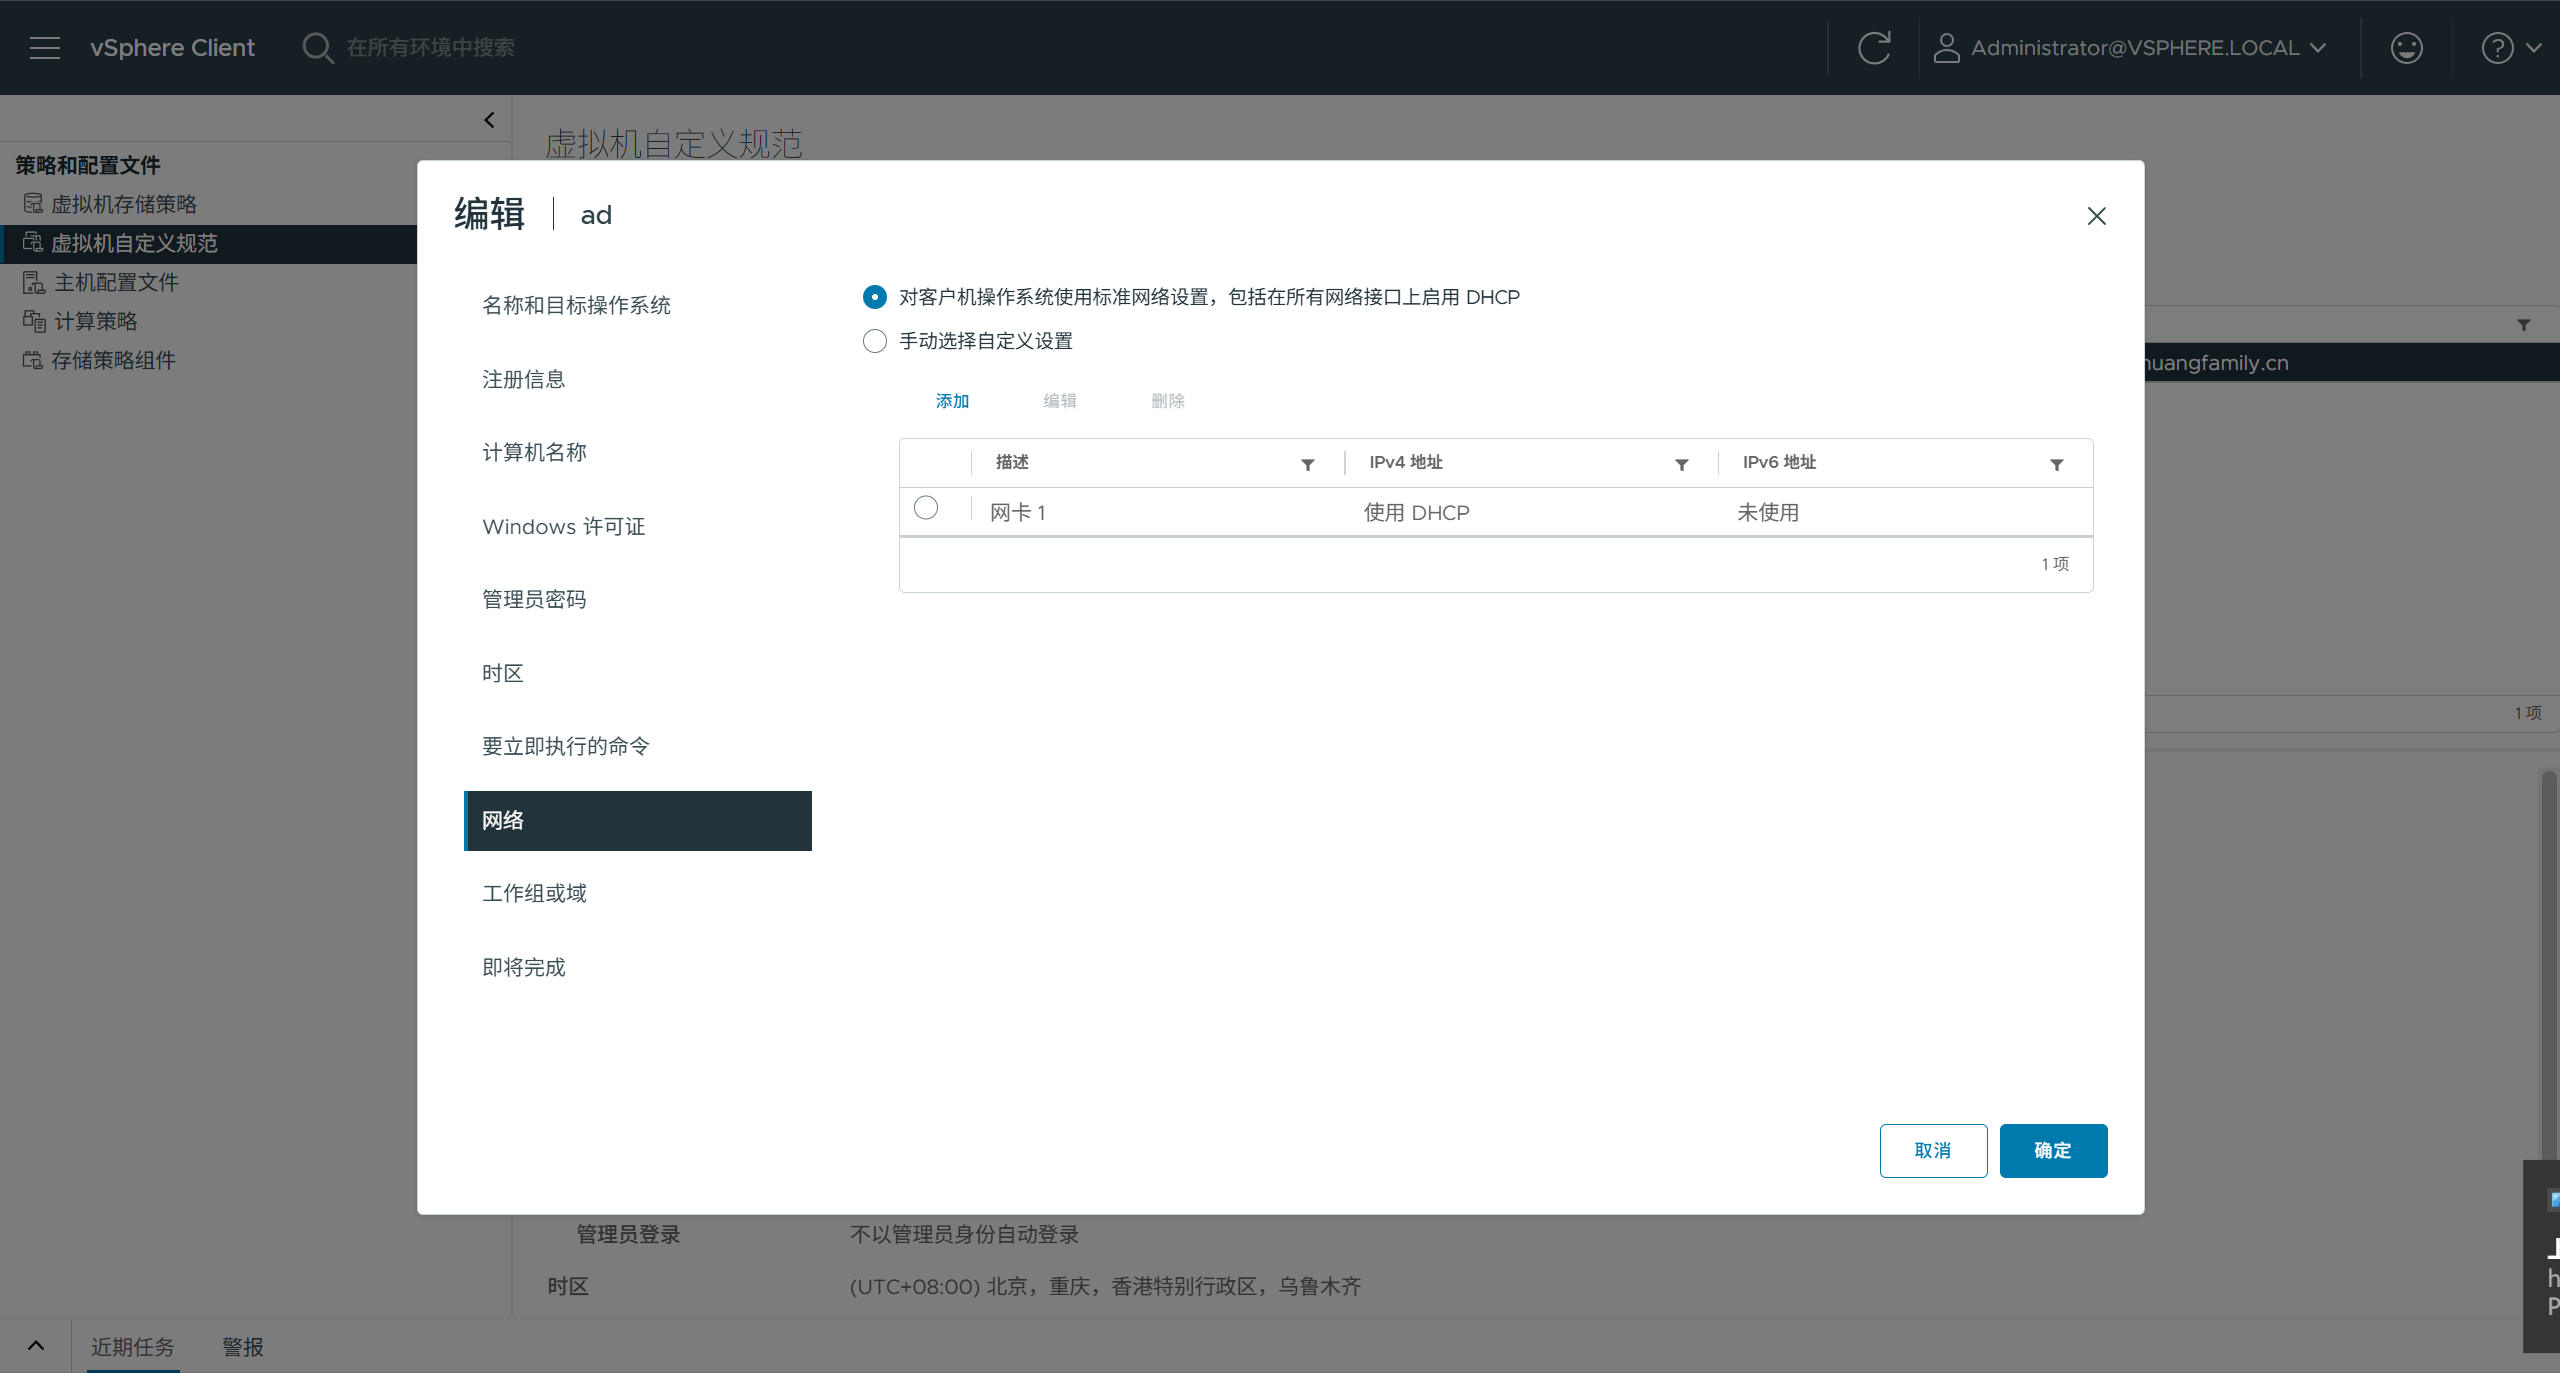 vSphere Client
在所有环境中搜索
Administrator@VSPHERE.LOCAL
策略和配置文件
虚拟机存储策略
虚拟机自定义规范
主机配置文件
计算策略
存储策略组件
虚拟机自定义规范
编辑 ad
名称和目标操作系统
注册信息
计算机名称
Windows 许可证
管理员密码
时区
要立即执行的命令
网络
工作组或域
即将完成
对客户机操作系统使用标准网络设置，包括在所有网络接口上启用 DHCP
手动选择自定义设置
添加 编辑 删除
描述 IPv4 地址 IPv6 地址
网卡 1 使用 DHCP 未使用
1 项
取消 确定
huangfamily.cn
1 项
管理员登录 不以管理员身份自动登录
时区 (UTC+08:00) 北京，重庆，香港特别行政区，乌鲁木齐
近期任务 警报